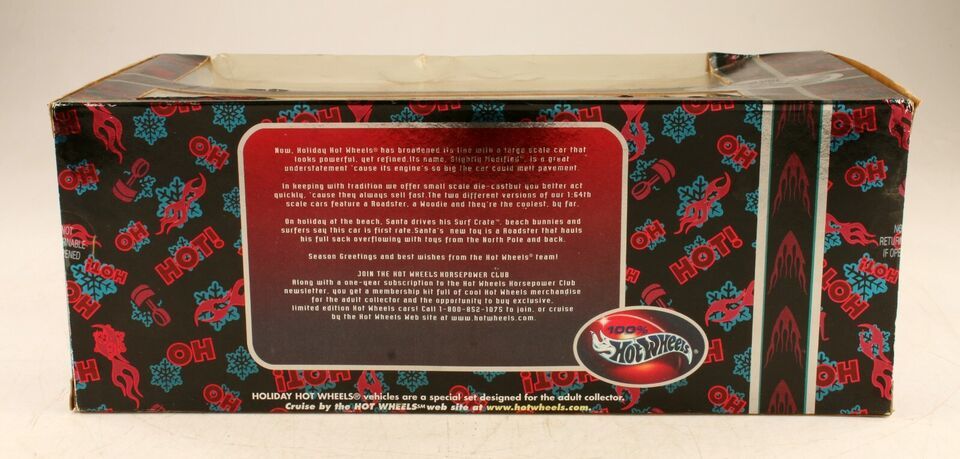 Now, Holiday Hot Wheels® has broadened its line with a large scale car that
looks powerful, yet refined.Its name, Slightly Modified™, is a great
understatement 'cause its engine's so big the car could melt pavement.
In keeping with tradition we offer small scale die-castbut you better act
quickly, 'cause they always sell fast The two different versions of our 1:64th
scale cars feature a Roadster, a Woodie and they're the coolest, by far.
On holiday at the beach, Santa drives his Surf Crate™, beach bunnies and
surfers say this car is first rate.Santa's new toy is a Roadster that hauls
his full sack overflowing with toys from the North Pole and back.
Season Greetings and best wishes from the Hot Wheels® team!
JOIN THE HOT WHEELS HORSEPOWER CLUB
Along with a one-year subscription to the Hot Wheels Horsepower Club
newsletter, you get a membership kit full of cool Hot Wheels merchandise
for the adult collector and the opportunity to buy exclusive,
limited edition Hot Wheels cars! Call 1-800-852-1075 to join, or cruise
by the Hot Wheels Web site at www.hotwheels.com.
100%
HOT WHEELS
HOLIDAY HOT WHEELS® vehicles are a special set designed for the adult collector.
Cruise by the HOT WHEELS℠ web site at www.hotwheels.com.
HO
HO
HOT!
HO
HOT!
HO
HOT!
HO
HOT!